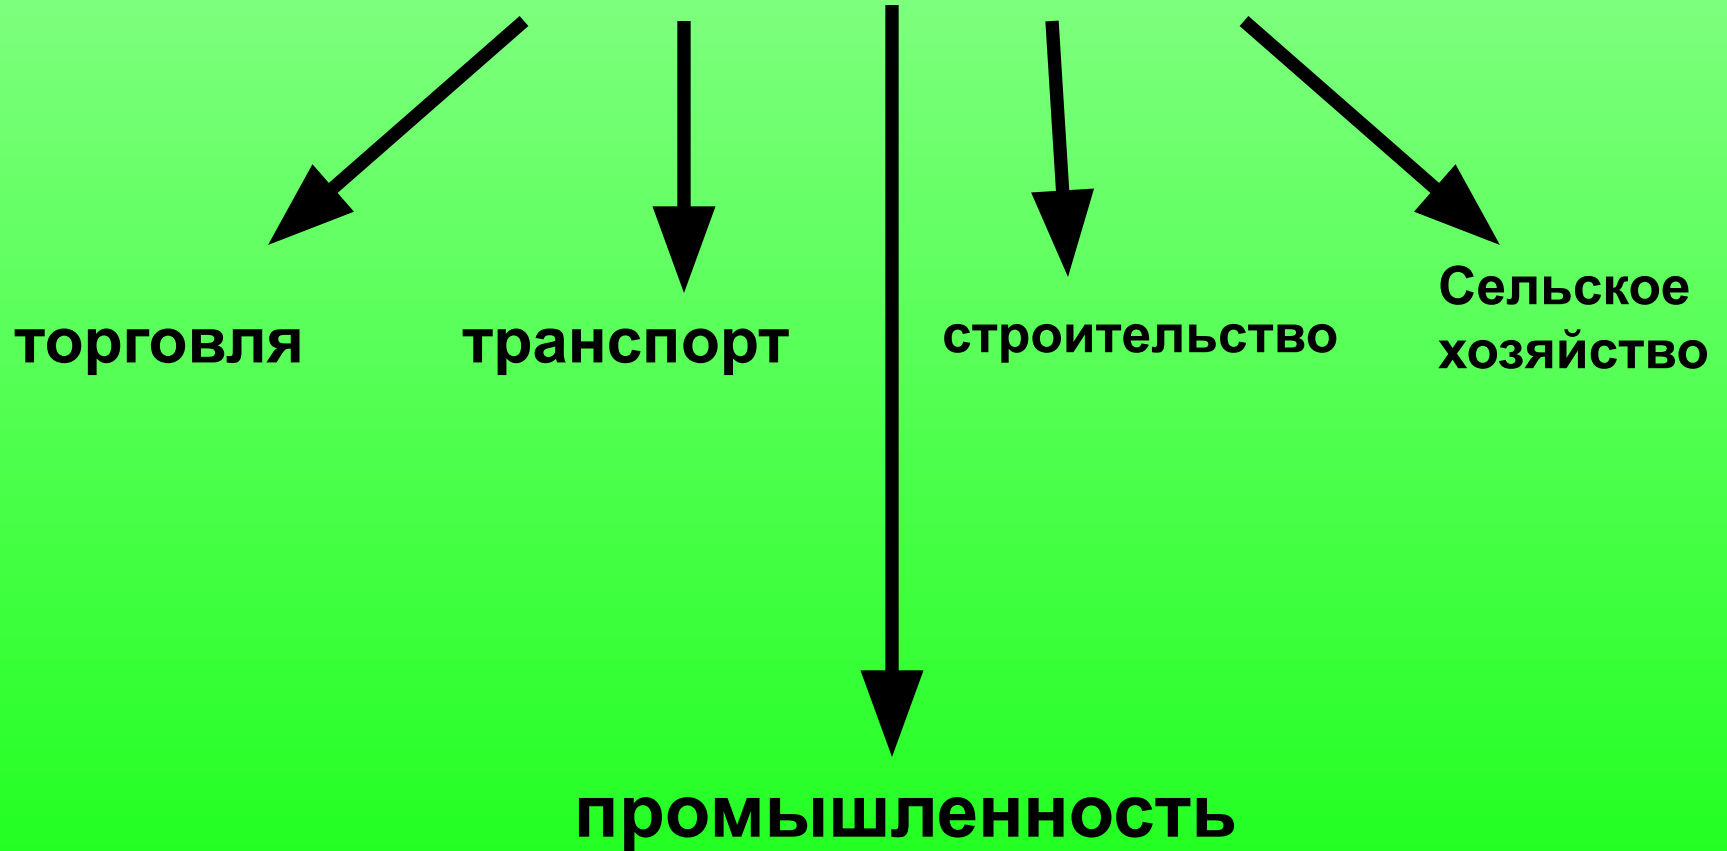 торговля
транспорт
строительство
Сельское
хозяйство
промышленность